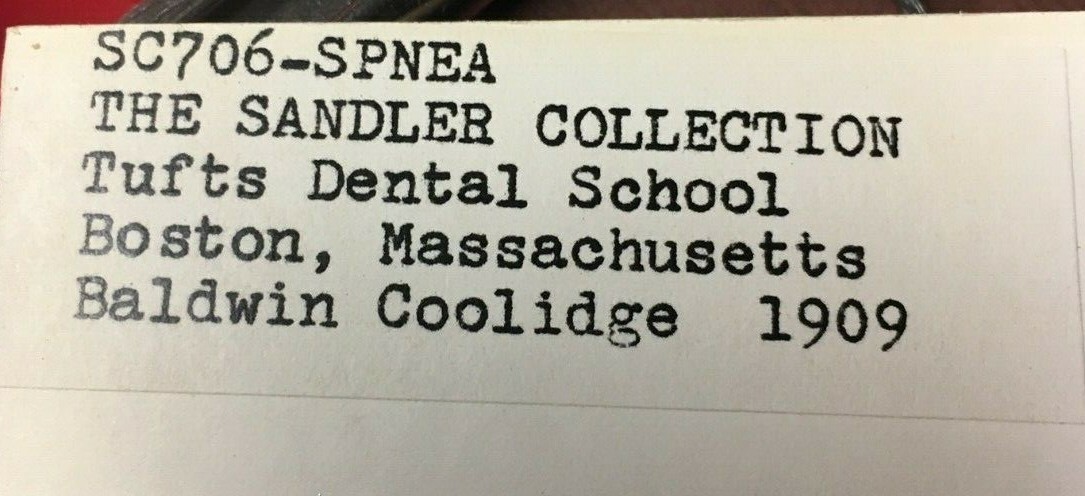 SC706-SPNEA
THE SANDLER COLLECTION
Tufts Dental School
Boston, Massachusetts
Baldwin Coolidge 1909